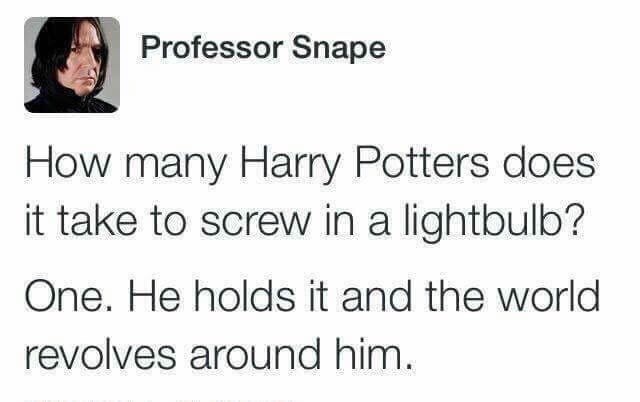 Professor Snape
How many Harry Potters does
it take to screw in a lightbulb?
One. He holds it and the world
revolves around him.